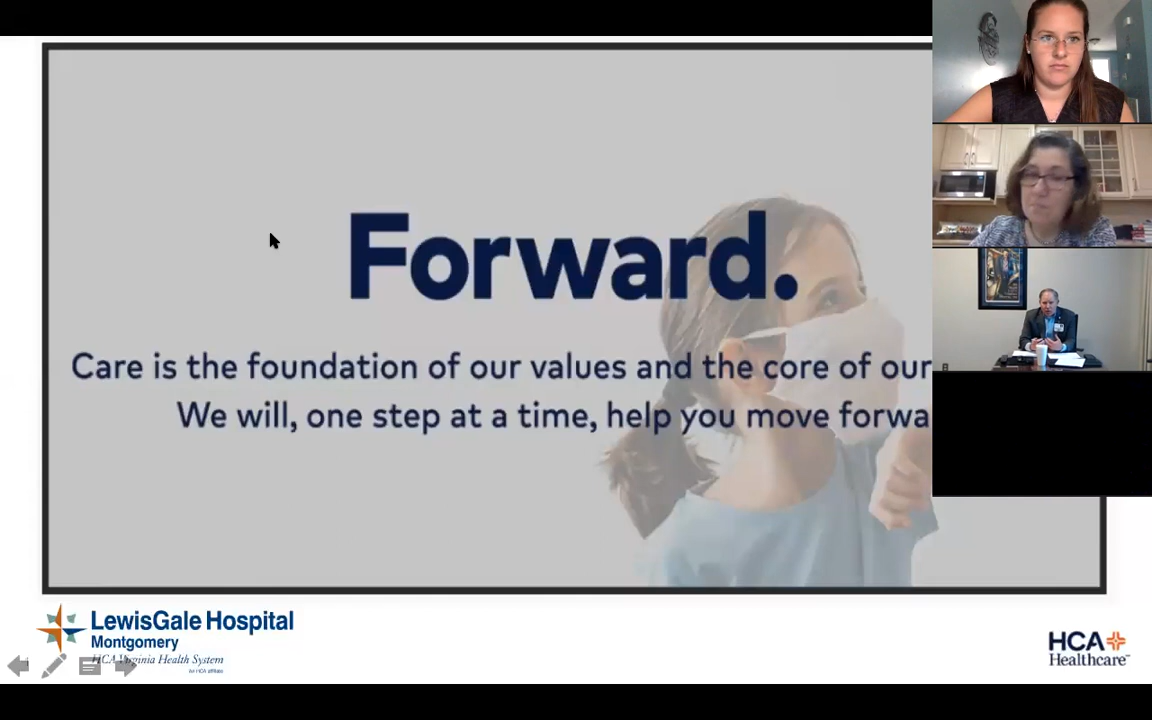 Forward.
Care is the foundation of our values and the core of our
We will, one step at a time, help you move forwa
LewisGale Hospital
Montgomery
HCA Virginia Health System
HCA
Healthcare™